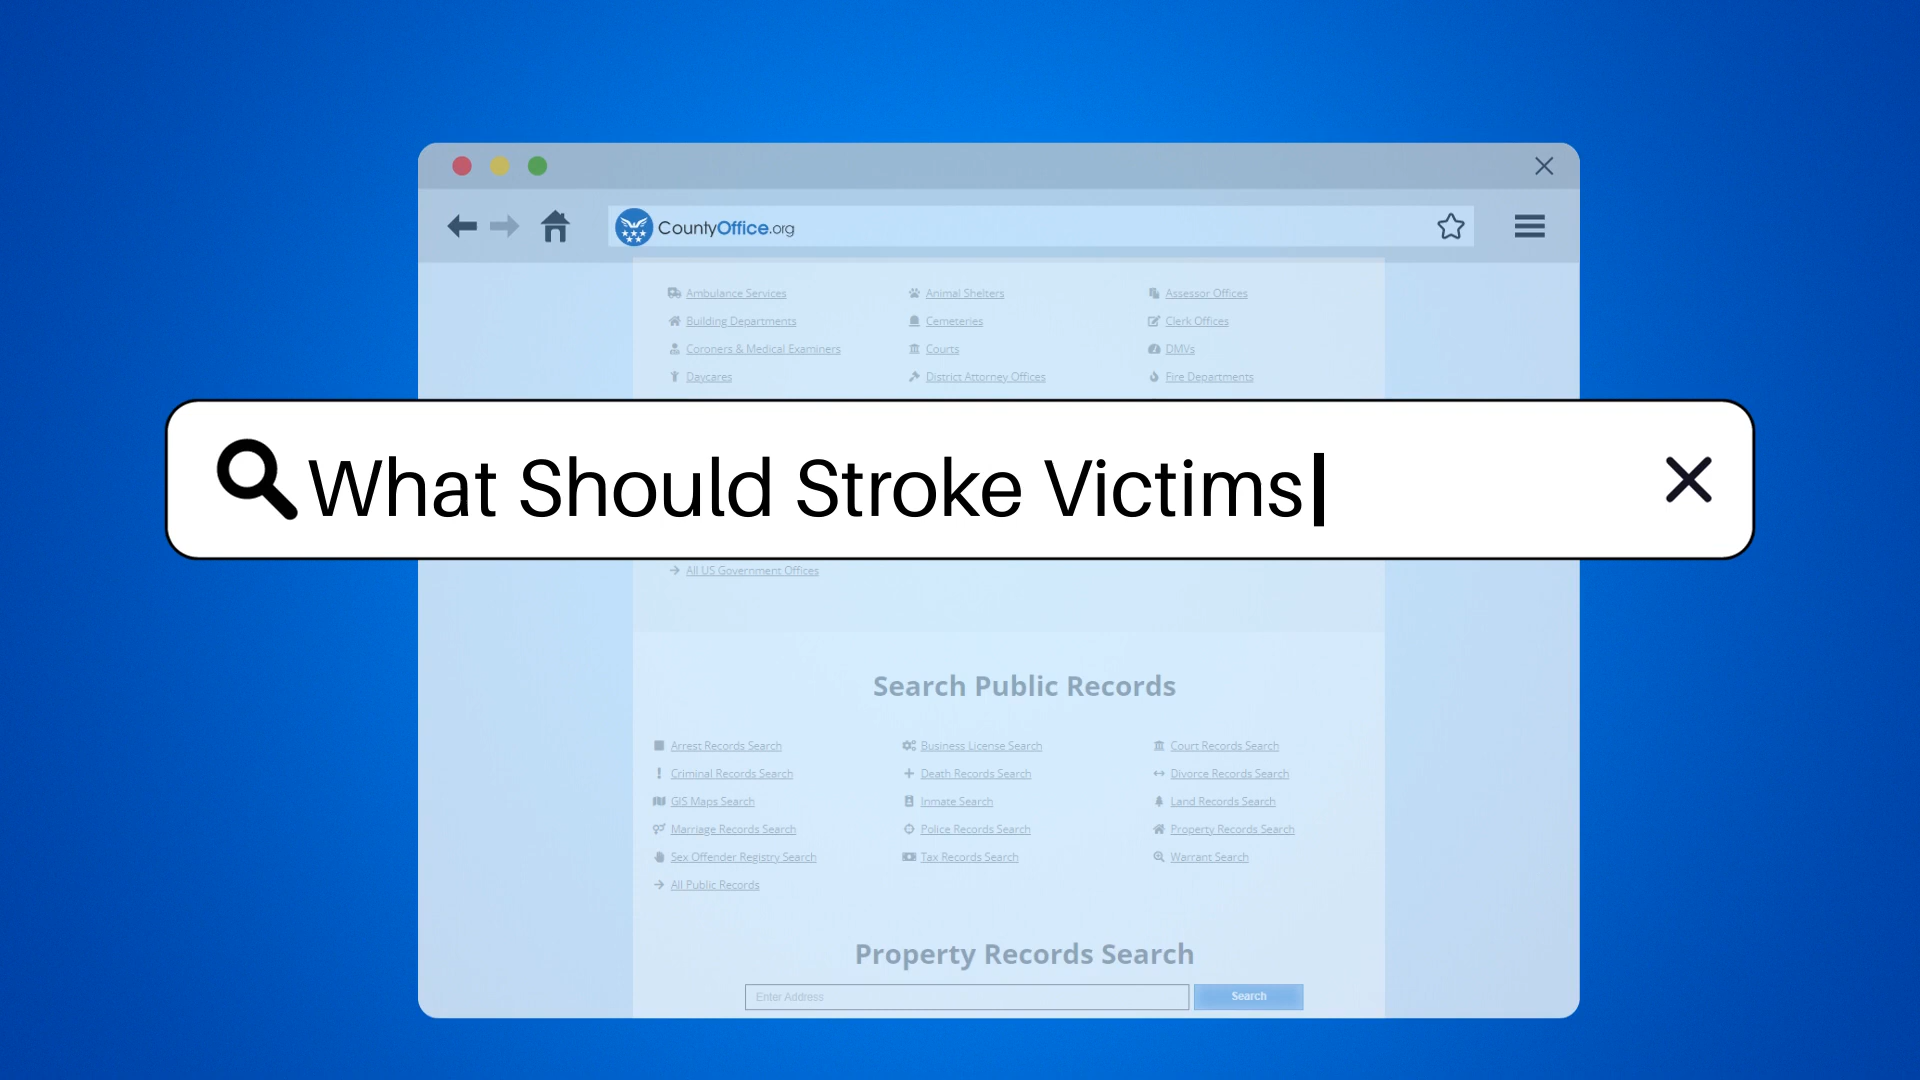 CountyOffice.org
Ambulance Services Animal Shelters Assessor Offices
Building Departments Cemeteries Clerk Offices
Coroners & Medical Examiners Courts DMVs
Daycares District Attorney Offices Fire Departments
What Should Stroke Victims
All US Government Offices
Search Public Records
Arrest Records Search Business License Search Court Records Search
Criminal Records Search Death Records Search Divorce Records Search
GIS Maps Search Inmate Search Land Records Search
Marriage Records Search Police Records Search Property Records Search
Sex Offender Registry Search Tax Records Search Warrant Search
All Public Records
Property Records Search
Enter Address Search